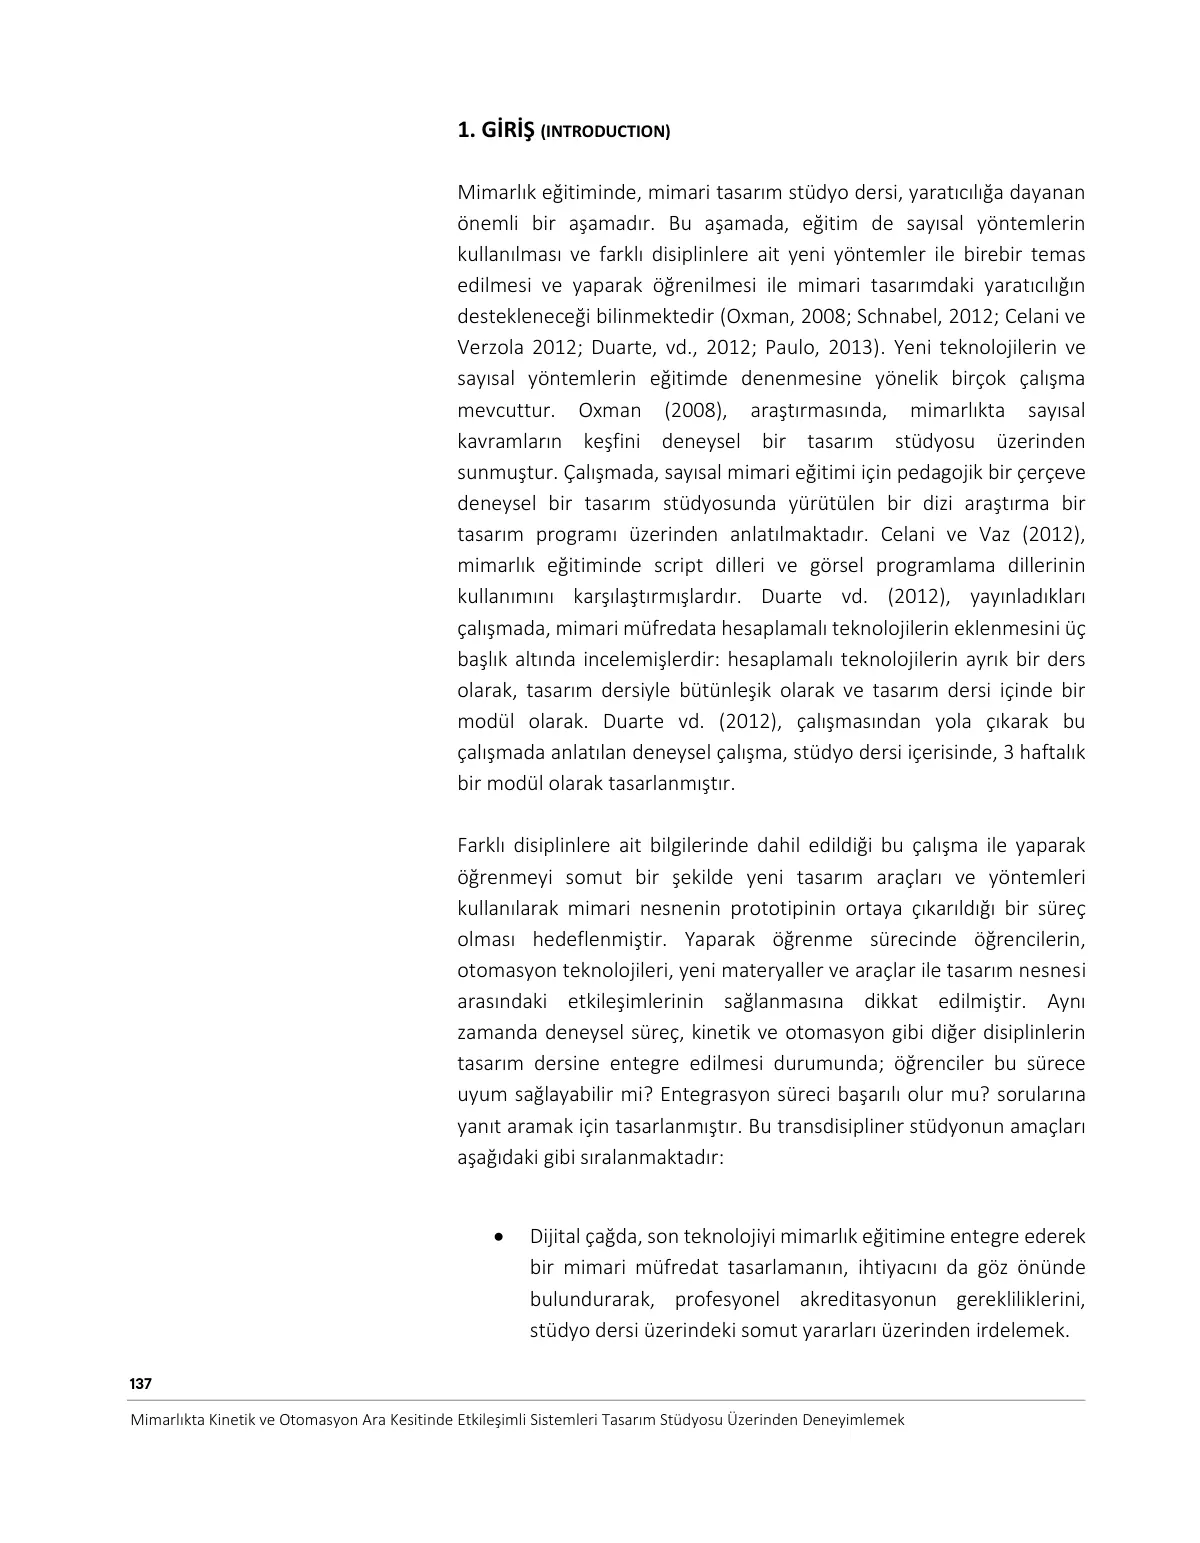 1. GİRİŞ (INTRODUCTION)
Mimarlık eğitiminde, mimari tasarım stüdyo dersi, yaratıcılığa dayanan
önemli bir aşamadır. Bu aşamada, eğitim de sayısal yöntemlerin
kullanılması ve farklı disiplinlere ait yeni yöntemler ile birebir temas
edilmesi ve yaparak öğrenilmesi ile mimari tasarımdaki yaratıcılığın
destekleneceği bilinmektedir (Oxman, 2008; Schnabel, 2012; Celani ve
Verzola 2012; Duarte, vd., 2012; Paulo, 2013). Yeni teknolojilerin ve
sayısal yöntemlerin eğitimde denenmesine yönelik birçok çalışma
mevcuttur. Oxman (2008), araştırmasında, mimarlıkta sayısal
kavramların keşfini deneysel bir tasarım stüdyosu üzerinden
sunmuştur. Çalışmada, sayısal mimari eğitimi için pedagojik bir çerçeve
deneysel bir tasarım stüdyosunda yürütülen bir dizi araştırma bir
tasarım programı üzerinden anlatılmaktadır. Celani ve Vaz (2012),
mimarlık eğitiminde script dilleri ve görsel programlama dillerinin
kullanımını karşılaştırmışlardır. Duarte vd. (2012), yayınladıkları
çalışmada, mimari müfredata hesaplamalı teknolojilerin eklenmesini üç
başlık altında incelemişlerdir: hesaplamalı teknolojilerin ayrık bir ders
olarak, tasarım dersiyle bütünleşik olarak ve tasarım dersi içinde bir
modül olarak. Duarte vd. (2012), çalışmasından yola çıkarak bu
çalışmada anlatılan deneysel çalışma, stüdyo dersi içerisinde, 3 haftalık
bir modül olarak tasarlanmıştır.
Farklı disiplinlere ait bilgilerinde dahil edildiği bu çalışma ile yaparak
öğrenmeyi somut bir şekilde yeni tasarım araçları ve yöntemleri
kullanılarak mimari nesnenin prototipinin ortaya çıkarıldığı bir süreç
olması hedeflenmiştir. Yaparak öğrenme sürecinde öğrencilerin,
otomasyon teknolojileri, yeni materyaller ve araçlar ile tasarım nesnesi
arasındaki etkileşimlerinin sağlanmasına dikkat edilmiştir. Aynı
zamanda deneysel süreç, kinetik ve otomasyon gibi diğer disiplinlerin
tasarım dersine entegre edilmesi durumunda; öğrenciler bu sürece
uyum sağlayabilir mi? Entegrasyon süreci başarılı olur mu? sorularına
yanıt aramak için tasarlanmıştır. Bu transdisipliner stüdyonun amaçları
aşağıdaki gibi sıralanmaktadır:
• Dijital çağda, son teknolojiyi mimarlık eğitimine entegre ederek
bir mimari müfredat tasarlamanın, ihtiyacını da göz önünde
bulundurarak, profesyonel akreditasyonun gerekliliklerini,
stüdyo dersi üzerindeki somut yararları üzerinden irdelemek.
137
Mimarlıkta Kinetik ve Otomasyon Ara Kesitinde Etkileşimli Sistemleri Tasarım Stüdyosu Üzerinden Deneyimlemek